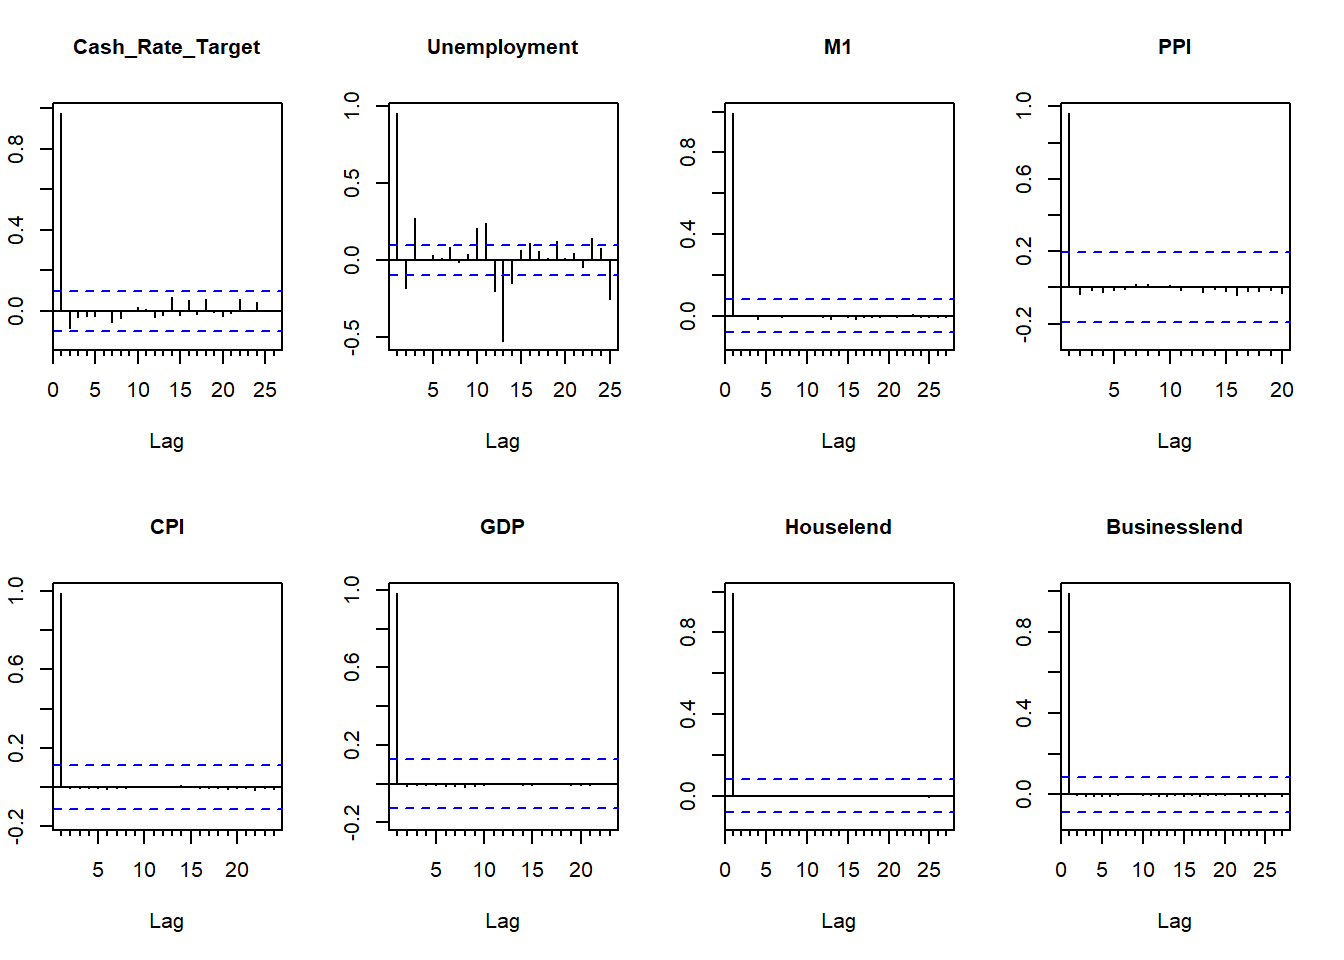 Cash_Rate_Target
0.0 0.4 0.8
0 5 10 15 20 25
Lag
Unemployment
-0.5 0.0 0.5 1.0
5 10 15 20 25
Lag
M1
0.0 0.4 0.8
0 5 10 15 20 25
Lag
PPI
-0.2 0.2 0.6 1.0
5 10 15 20
Lag
CPI
-0.2 0.2 0.6 1.0
5 10 15 20
Lag
GDP
-0.2 0.2 0.6 1.0
5 10 15 20
Lag
Houselend
0.0 0.4 0.8
0 5 10 15 20 25
Lag
Businesslend
0.0 0.4 0.8
0 5 10 15 20 25
Lag